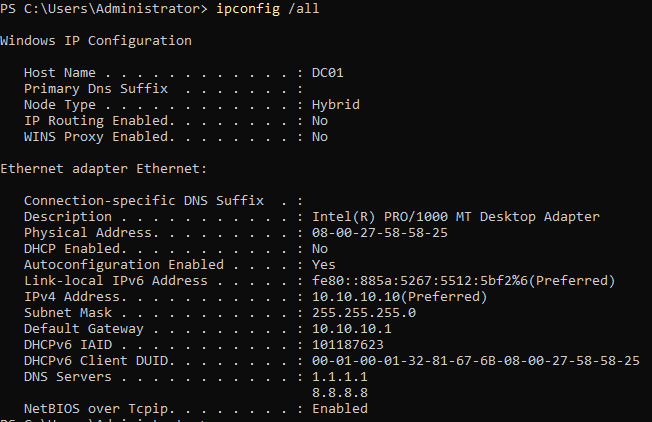 PS C:\Users\Administrator> ipconfig /all
Windows IP Configuration
Host Name . . . . . . . . . . . . : DC01
Primary Dns Suffix . . . . . . . :
Node Type . . . . . . . . . . . . : Hybrid
IP Routing Enabled. . . . . . . . : No
WINS Proxy Enabled. . . . . . . . : No
Ethernet adapter Ethernet:
Connection-specific DNS Suffix . :
Description . . . . . . . . . . . : Intel(R) PRO/1000 MT Desktop Adapter
Physical Address. . . . . . . . . : 08-00-27-58-58-25
DHCP Enabled. . . . . . . . . . . : No
Autoconfiguration Enabled . . . . : Yes
Link-local IPv6 Address . . . . . : fe80::885a:5267:5512:5bf2%6(Preferred)
IPv4 Address. . . . . . . . . . . : 10.10.10.10(Preferred)
Subnet Mask . . . . . . . . . . . : 255.255.255.0
Default Gateway . . . . . . . . . : 10.10.10.1
DHCPv6 IAID . . . . . . . . . . . : 101187623
DHCPv6 Client DUID. . . . . . . . : 00-01-00-01-32-81-67-6B-08-00-27-58-58-25
DNS Servers . . . . . . . . . . . : 1.1.1.1
8.8.8.8
NetBIOS over Tcpip. . . . . . . . : Enabled